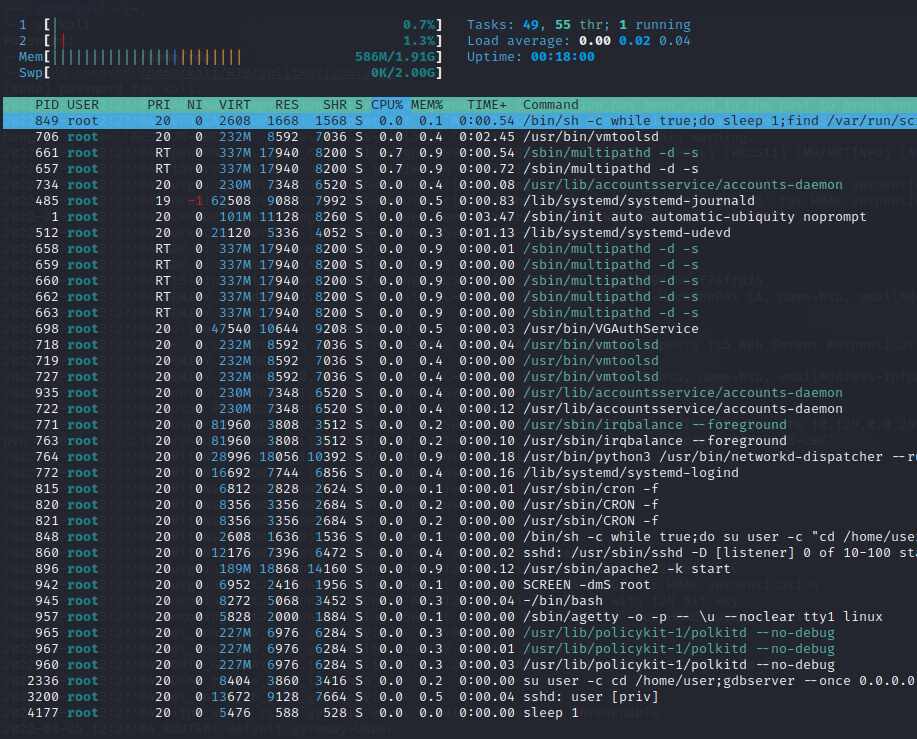 1 [| 0.7%] Tasks: 49, 55 thr; 1 running
2 [| 1.3%] Load average: 0.00 0.02 0.04
Mem[|||||||||||||||||||||||| 586M/1.91G] Uptime: 00:18:00
Swp[ 0K/2.00G]
PID USER PRI NI VIRT RES SHR S CPU% MEM% TIME+ Command
849 root 20 0 2608 1668 1568 S 0.0 0.1 0:00.54 /bin/sh -c while true;do sleep 1;find /var/run/sc
706 root 20 0 232M 8592 7036 S 0.0 0.4 0:02.45 /usr/bin/vmtoolsd
661 root RT 0 337M 17940 8200 S 0.7 0.9 0:00.54 /sbin/multipathd -d -s
657 root RT 0 337M 17940 8200 S 0.7 0.9 0:00.72 /sbin/multipathd -d -s
734 root 20 0 230M 7348 6520 S 0.0 0.4 0:00.08 /usr/lib/accountsservice/accounts-daemon
485 root 19 -1 62508 9088 7992 S 0.0 0.5 0:00.83 /lib/systemd/systemd-journald
1 root 20 0 101M 11128 8260 S 0.0 0.6 0:03.47 /sbin/init auto automatic-ubiquity noprompt
512 root 20 0 21120 5336 4052 S 0.0 0.3 0:01.13 /lib/systemd/systemd-udevd
658 root RT 0 337M 17940 8200 S 0.0 0.9 0:00.01 /sbin/multipathd -d -s
659 root RT 0 337M 17940 8200 S 0.0 0.9 0:00.00 /sbin/multipathd -d -s
660 root RT 0 337M 17940 8200 S 0.0 0.9 0:00.00 /sbin/multipathd -d -s
662 root RT 0 337M 17940 8200 S 0.0 0.9 0:00.00 /sbin/multipathd -d -s
663 root RT 0 337M 17940 8200 S 0.0 0.9 0:00.00 /sbin/multipathd -d -s
698 root 20 0 47540 10644 9208 S 0.0 0.5 0:00.03 /usr/bin/VGAuthService
718 root 20 0 232M 8592 7036 S 0.0 0.4 0:00.04 /usr/bin/vmtoolsd
719 root 20 0 232M 8592 7036 S 0.0 0.4 0:00.00 /usr/bin/vmtoolsd
727 root 20 0 232M 8592 7036 S 0.0 0.4 0:00.00 /usr/bin/vmtoolsd
935 root 20 0 230M 7348 6520 S 0.0 0.4 0:00.00 /usr/lib/accountsservice/accounts-daemon
722 root 20 0 230M 7348 6520 S 0.0 0.4 0:00.12 /usr/lib/accountsservice/accounts-daemon
771 root 20 0 81960 3808 3512 S 0.0 0.2 0:00.00 /usr/sbin/irqbalance --foreground
763 root 20 0 81960 3808 3512 S 0.0 0.2 0:00.10 /usr/sbin/irqbalance --foreground
764 root 20 0 28996 18056 10392 S 0.0 0.9 0:00.18 /usr/bin/python3 /usr/bin/networkd-dispatcher --ru
772 root 20 0 16692 7744 6856 S 0.0 0.4 0:00.16 /lib/systemd/systemd-logind
815 root 20 0 6812 2828 2624 S 0.0 0.1 0:00.01 /usr/sbin/cron -f
820 root 20 0 8356 3356 2684 S 0.0 0.2 0:00.00 /usr/sbin/CRON -f
821 root 20 0 8356 3356 2684 S 0.0 0.2 0:00.00 /usr/sbin/CRON -f
848 root 20 0 2608 1636 1536 S 0.0 0.1 0:00.00 /bin/sh -c while true;do su user -c "cd /home/use
860 root 20 0 12176 7396 6472 S 0.0 0.4 0:00.02 sshd: /usr/sbin/sshd -D [listener] 0 of 10-100 sta
896 root 20 0 189M 18868 14160 S 0.0 0.9 0:00.12 /usr/sbin/apache2 -k start
942 root 20 0 6952 2416 1956 S 0.0 0.1 0:00.00 SCREEN -dmS root
945 root 20 0 8272 5068 3452 S 0.0 0.3 0:00.04 -/bin/bash
957 root 20 0 5828 2000 1884 S 0.0 0.1 0:00.00 /sbin/agetty -o -p -- \u --noclear tty1 linux
965 root 20 0 227M 6976 6284 S 0.0 0.3 0:00.00 /usr/lib/policykit-1/polkitd --no-debug
967 root 20 0 227M 6976 6284 S 0.0 0.3 0:00.01 /usr/lib/policykit-1/polkitd --no-debug
960 root 20 0 227M 6976 6284 S 0.0 0.3 0:00.03 /usr/lib/policykit-1/polkitd --no-debug
2336 root 20 0 8404 3860 3416 S 0.0 0.2 0:00.00 su user -c cd /home/user;gdbserver --once 0.0.0.0
3200 root 20 0 13672 9128 7664 S 0.0 0.5 0:00.04 sshd: user [priv]
4177 root 20 0 5476 588 528 S 0.0 0.0 0:00.00 sleep 1